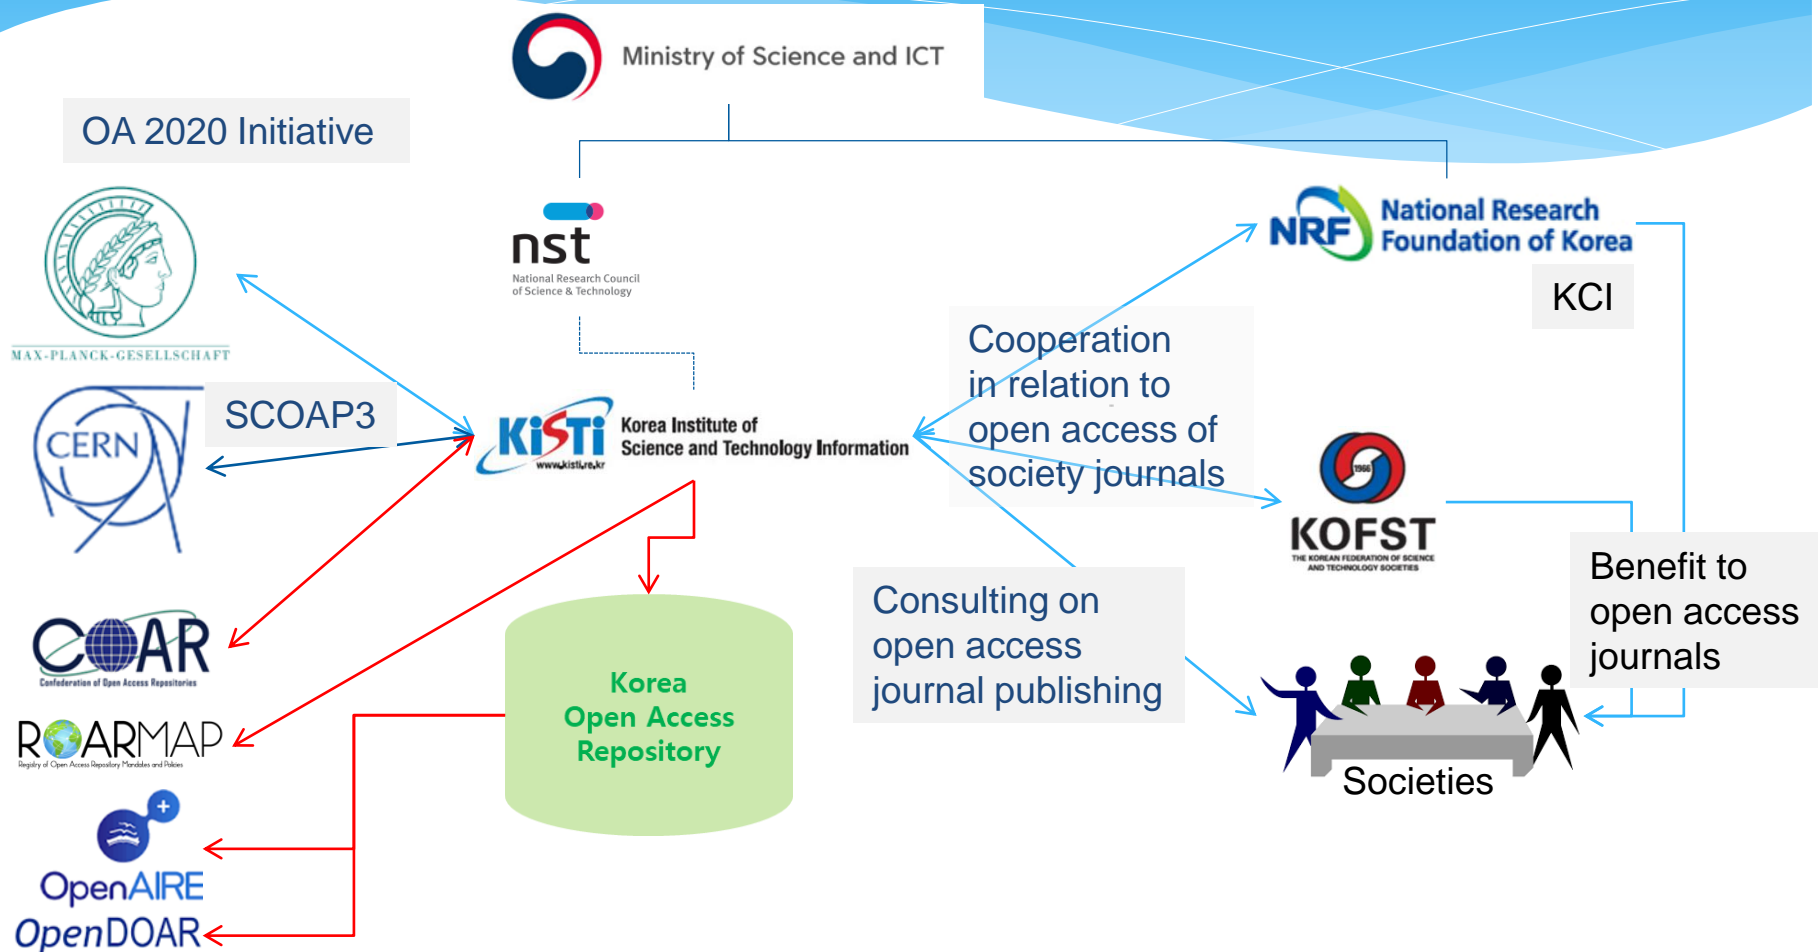 Ministry of Science and ICT
OA 2020 Initiative
nst
National Research Council
of Science & Technology
NRF
National Research
Foundation of Korea
KCI
MAX-PLANCK-GESELLSCHAFT
Cooperation
in relation to
open access of
society journals
CERN
SCOAP3
KiSTi
www.kisti.re.kr
Korea Institute of
Science and Technology Information
1966
KOFST
THE KOREAN FEDERATION OF SCIENCE
AND TECHNOLOGY SOCIETIES
Benefit to
open access
journals
Consulting on
open access
journal publishing
COAR
Confederation of Open Access Repositories
Korea
Open Access
Repository
ROARMAP
Registry of Open Access Repository Mandates and Policies
Societies
OpenAIRE
OpenDOAR